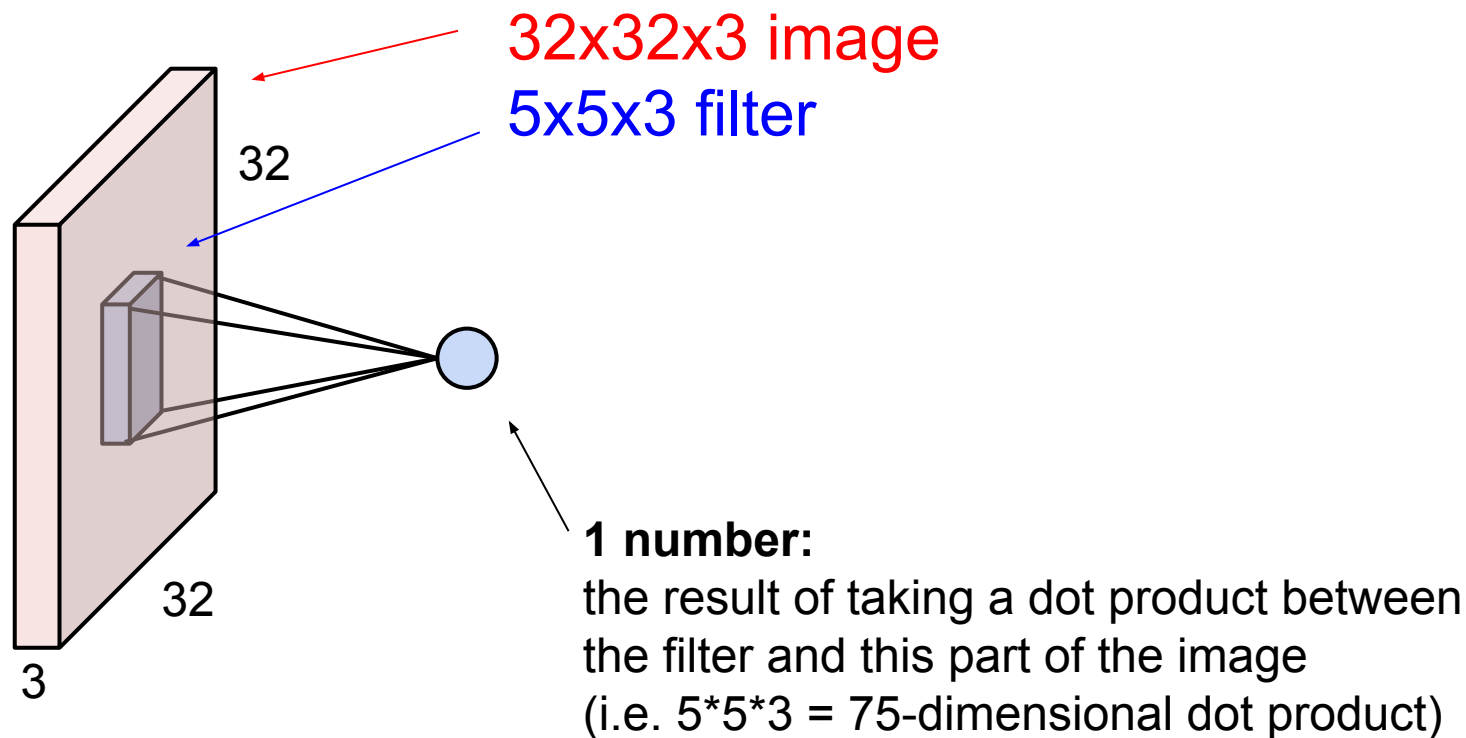 32x32x3 image
5x5x3 filter
32
32
3
1 number:
the result of taking a dot product between
the filter and this part of the image
(i.e. 5*5*3 = 75-dimensional dot product)